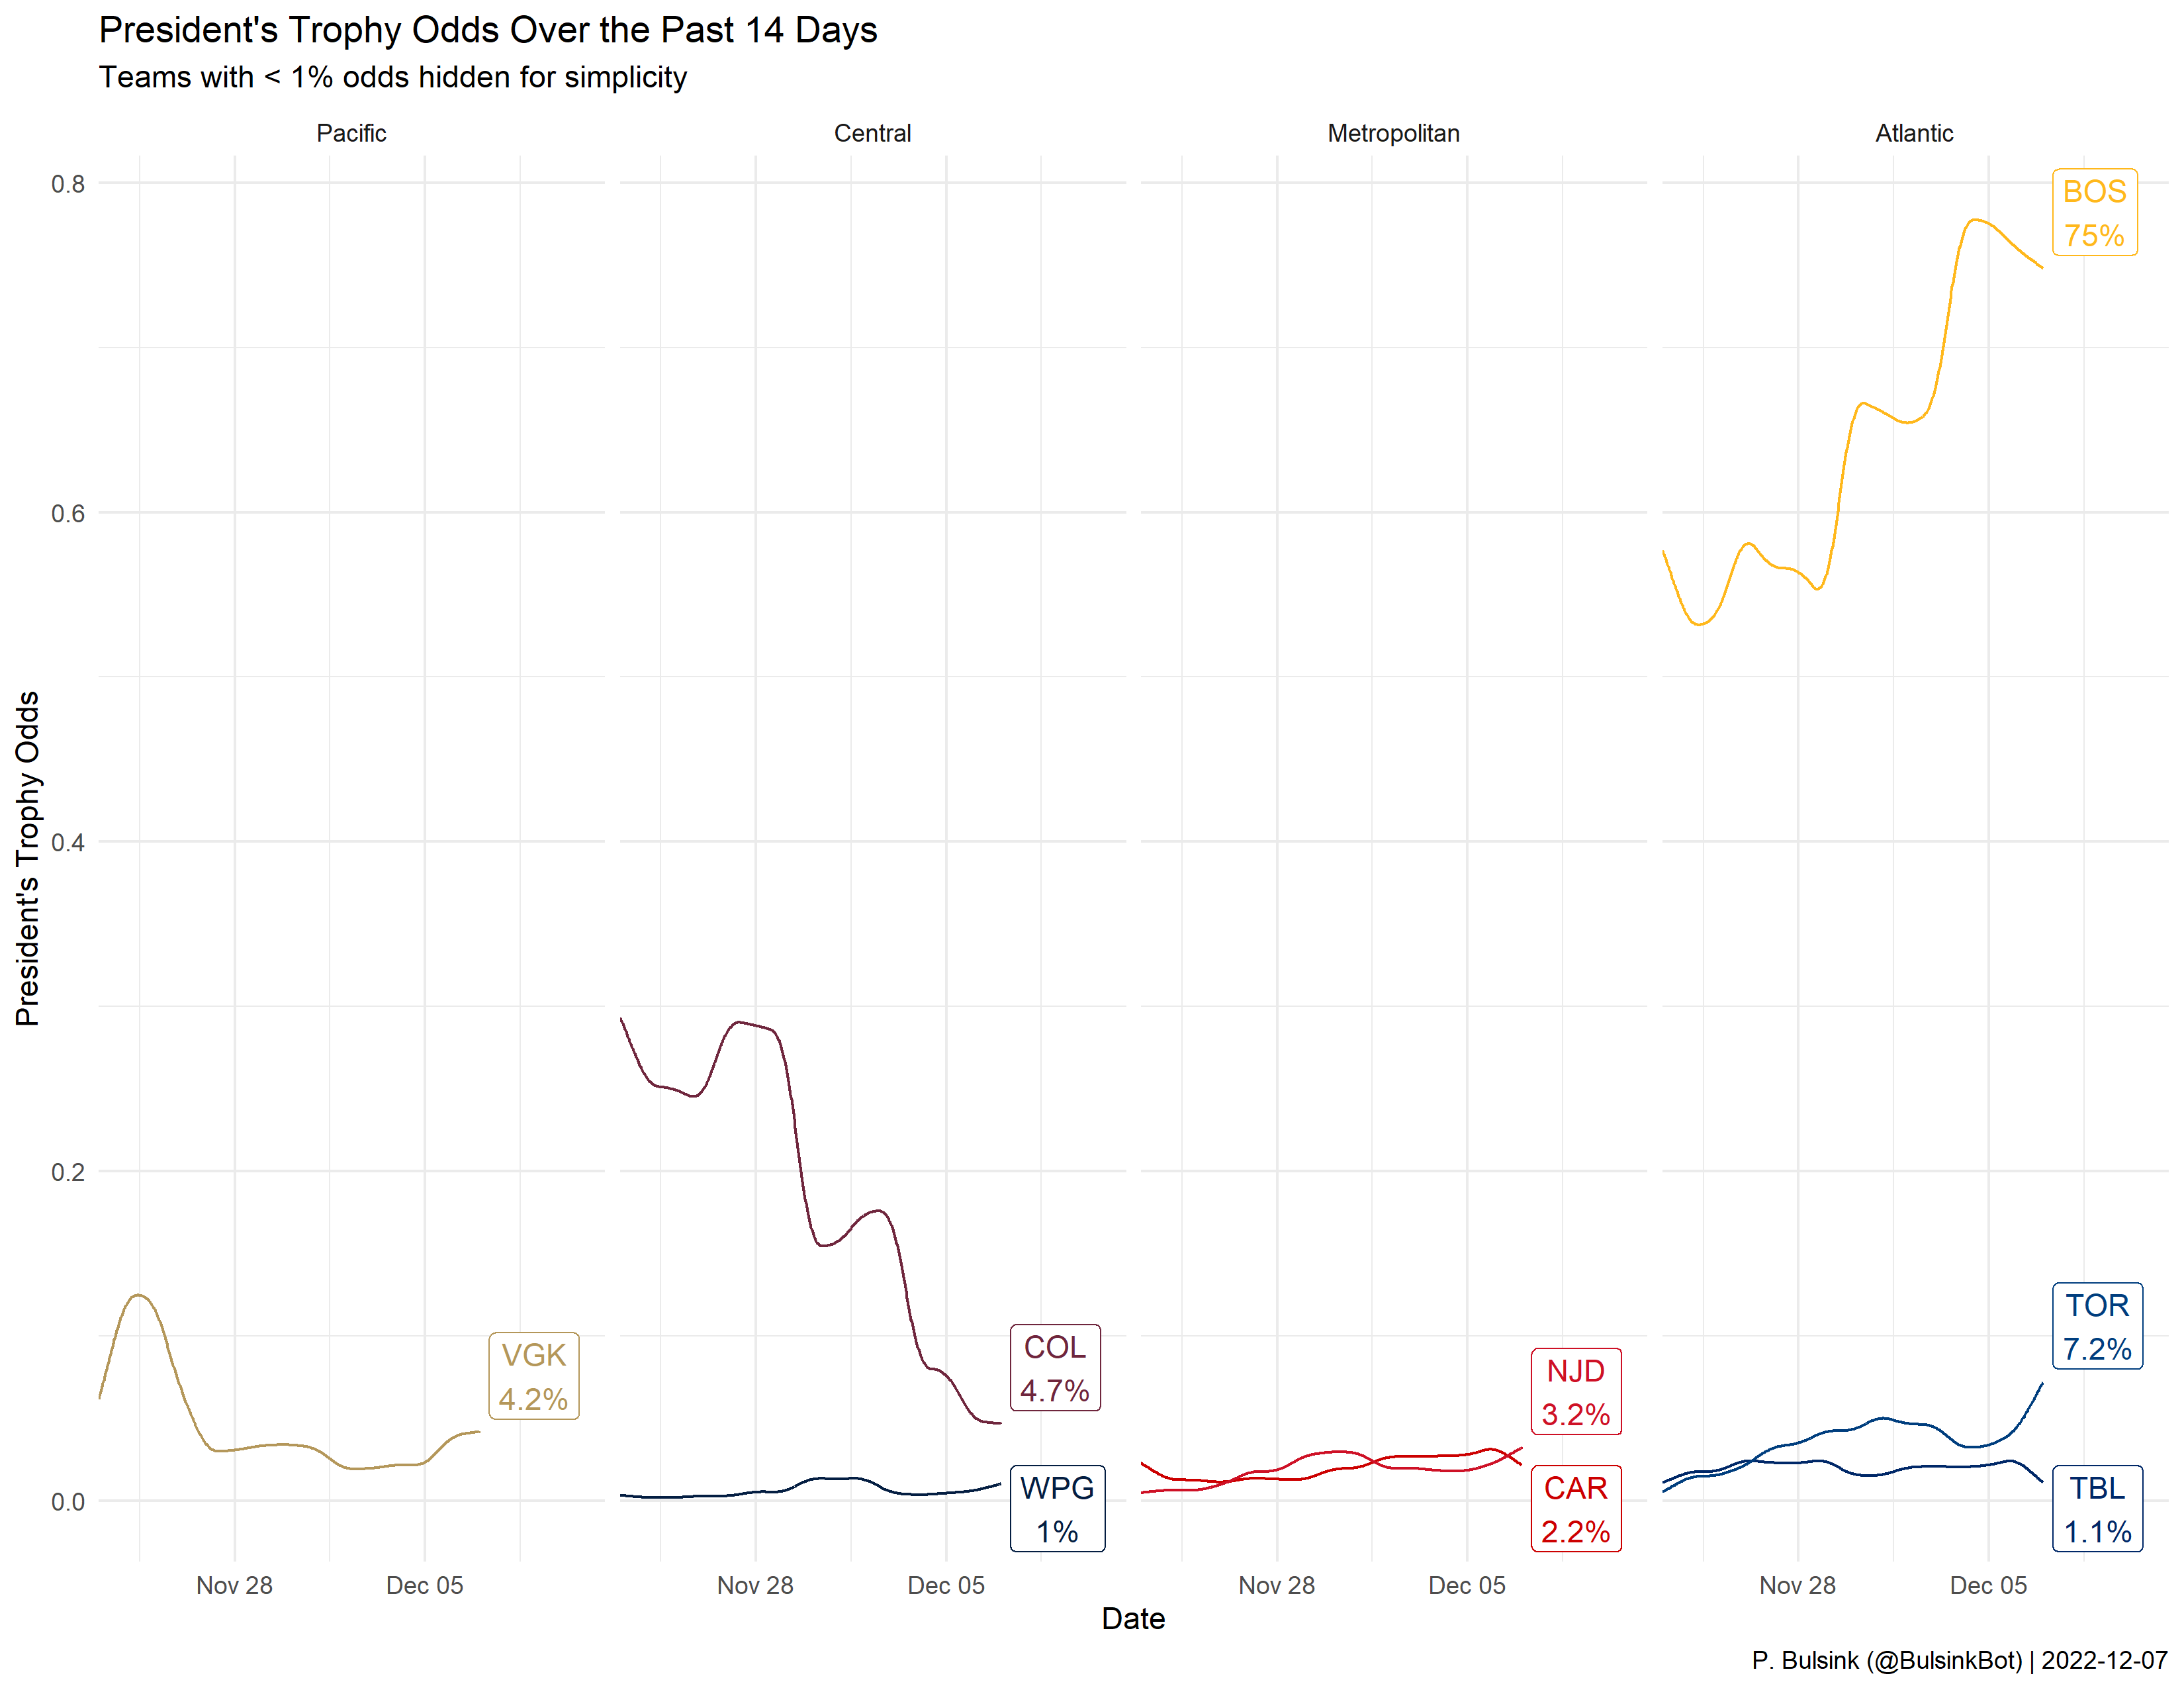 President's Trophy Odds Over the Past 14 Days
Teams with < 1% odds hidden for simplicity
Pacific
Central
Metropolitan
Atlantic
President's Trophy Odds
0.8
0.6
0.4
0.2
0.0
VGK
4.2%
COL
4.7%
WPG
1%
NJD
3.2%
CAR
2.2%
BOS
75%
TOR
7.2%
TBL
1.1%
Nov 28
Dec 05
Nov 28
Dec 05
Nov 28
Dec 05
Nov 28
Dec 05
Date
P. Bulsink (@BulsinkBot) | 2022-12-07